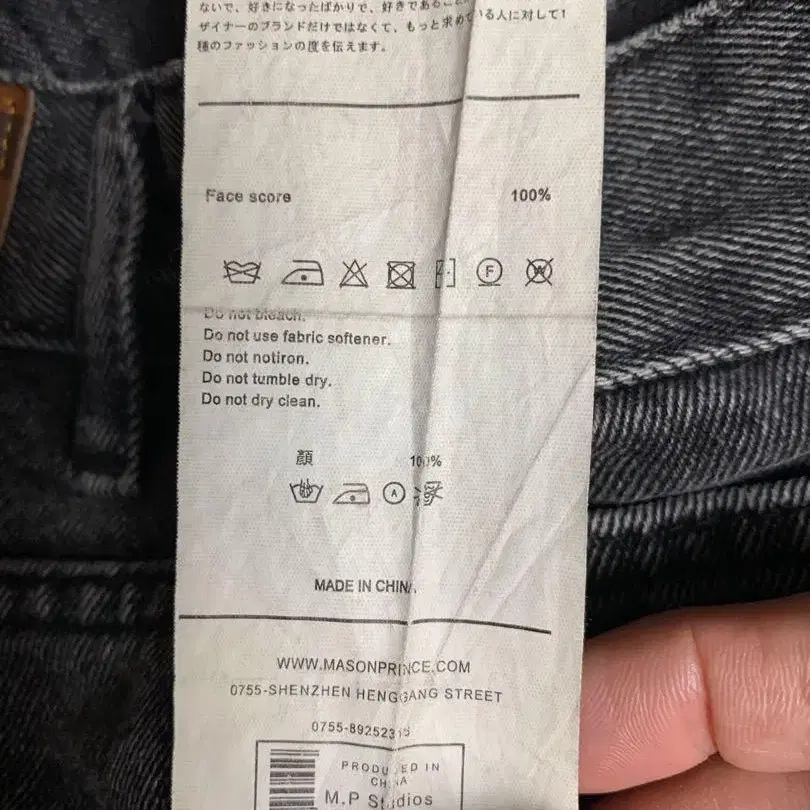 ないで、好きになったばかりで、好きであるこ
ザイナーのブランドだけではなくて、もっと求めている人に対して1
種のファッションの度を伝えます。
Face score 100%
F W
Do not bleach.
Do not use fabric softener.
Do not notiron.
Do not tumble dry.
Do not dry clean.
顔 100%
A
MADE IN CHINA
WWW.MASONPRINCE.COM
0755-SHENZHEN HENGGANG STREET
PRODUCED IN
CHINA
M.P Studios